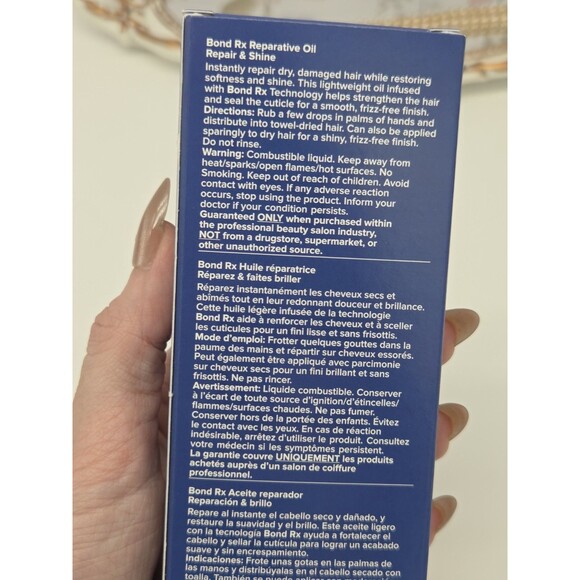 Bond Rx Reparative Oil
Repair & Shine
Instantly repair dry, damaged hair while restoring
softness and shine. This lightweight oil infused
with Bond Rx Technology helps strengthen the hair
and seal the cuticle for a smooth, frizz-free finish.
Directions: Rub a few drops in palms of hands and
distribute into towel-dried hair. Can also be applied
sparingly to dry hair for a shiny, frizz-free finish.
Do not rinse.
Warning: Combustible liquid. Keep away from
heat/sparks/open flames/hot surfaces. No
Smoking. Keep out of reach of children. Avoid
contact with eyes. If any adverse reaction
occurs, stop using the product. Inform your
doctor if your condition persists.
Guaranteed ONLY when purchased within
the professional beauty salon industry,
NOT from a drugstore, supermarket, or
other unauthorized source.
Bond Rx Huile réparatrice
Réparez & faites briller
Réparez instantanément les cheveux secs et
abîmés tout en leur redonnant douceur et brillance.
Cette huile légère infusée de la technologie
Bond Rx aide à renforcer les cheveux et à sceller
les cuticules pour un fini lisse et sans frisottis.
Mode d'emploi: Frotter quelques gouttes dans la
paume des mains et répartir sur cheveux essorés.
Peut également être appliqué avec parcimonie
sur cheveux secs pour un fini brillant et sans
frisottis. Ne pas rincer.
Avertissement: Liquide combustible. Conserver
à l'écart de toute source d'ignition/d'étincelles/
flammes/surfaces chaudes. Ne pas fumer.
Conserver hors de la portée des enfants. Évitez
le contact avec les yeux. En cas de réaction
indésirable, arrêtez d'utiliser le produit. Consultez
votre médecin si les symptômes persistent.
La garantie couvre UNIQUEMENT les produits
achetés auprès d'un salon de coiffure
professionnel.
Bond Rx Aceite reparador
Reparación & brillo
Repare al instante el cabello seco y dañado, y
restaure la suavidad y el brillo. Este aceite ligero
con la tecnología Bond Rx ayuda a fortalecer el
cabello y sellar la cutícula para lograr un acabado
suave y sin encrespamiento.
Indicaciones: Frote unas gotas en las palmas de
las manos y distribúyalas en el cabello secado con
toalla. También se puede aplicar con